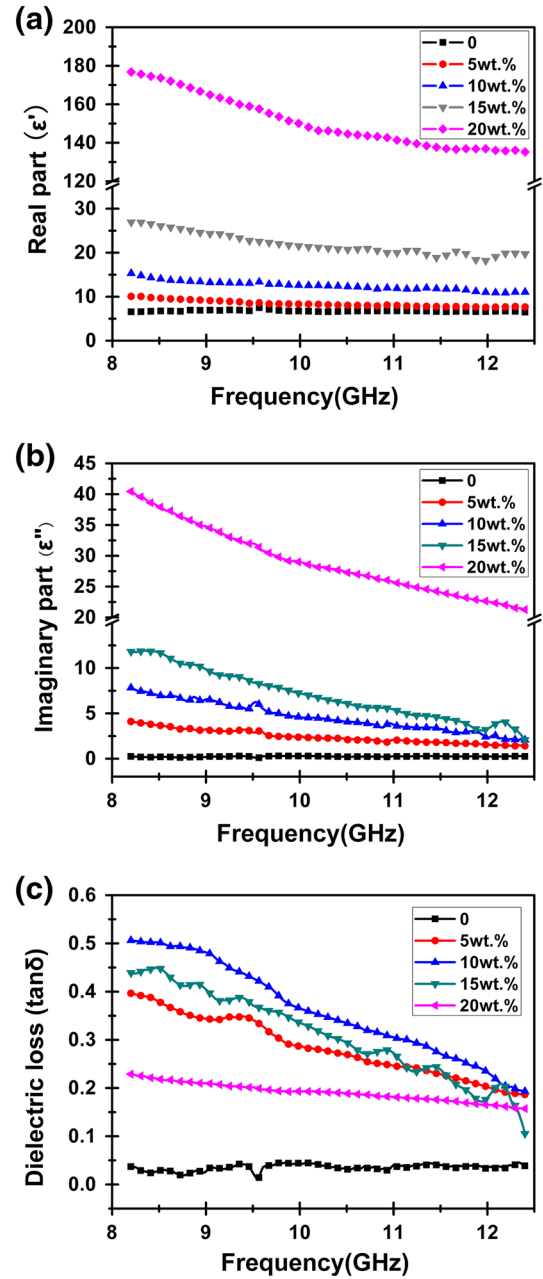 (a)
Real part (ε')
180
160
140
120
30
20
10
0
0
5wt.%
10wt.%
15wt.%
20wt.%
8
9
10
11
12
Frequency(GHz)
(b)
Imaginary part (ε'')
45
40
35
30
25
20
10
5
0
0
5wt.%
10wt.%
15wt.%
20wt.%
8
9
10
11
12
Frequency(GHz)
(c)
Dielectric loss (tanδ)
0.6
0.5
0.4
0.3
0.2
0.1
0.0
0
5wt.%
10wt.%
15wt.%
20wt.%
8
9
10
11
12
Frequency(GHz)